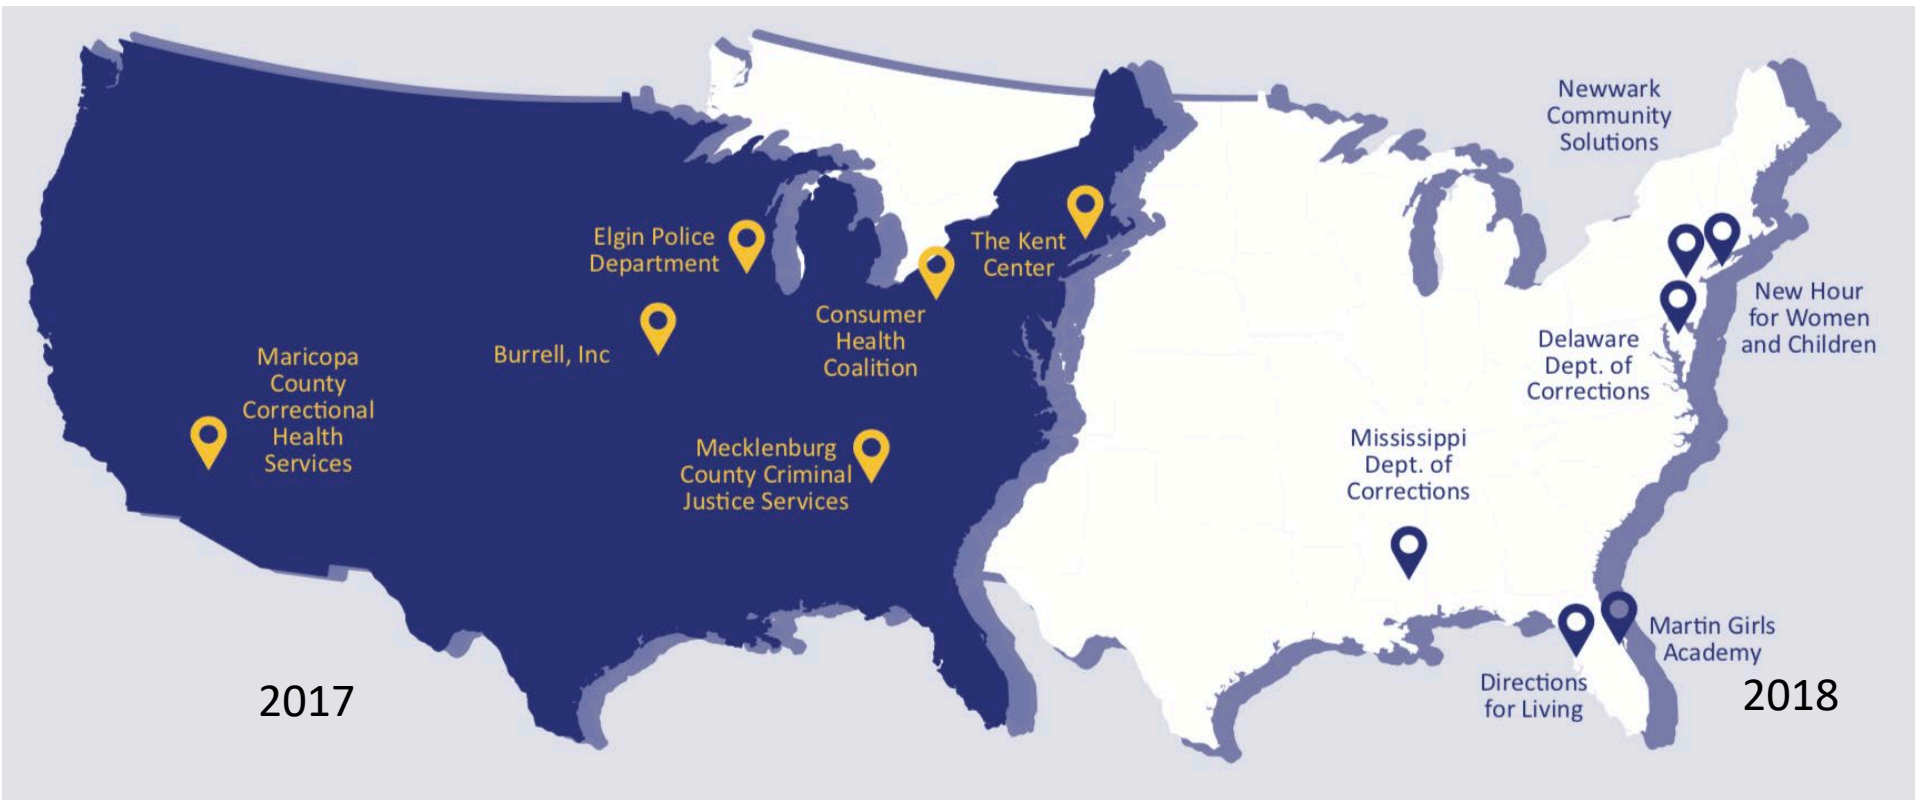 Elgin Police
Department
The Kent
Center
Consumer
Health
Coalition
Burrell, Inc
Maricopa
County
Correctional
Health
Services
Mecklenburg
County Criminal
Justice Services
2017
Newwark
Community
Solutions
New Hour
for Women
and Children
Delaware
Dept. of
Corrections
Mississippi
Dept. of
Corrections
Martin Girls
Academy
Directions
for Living
2018